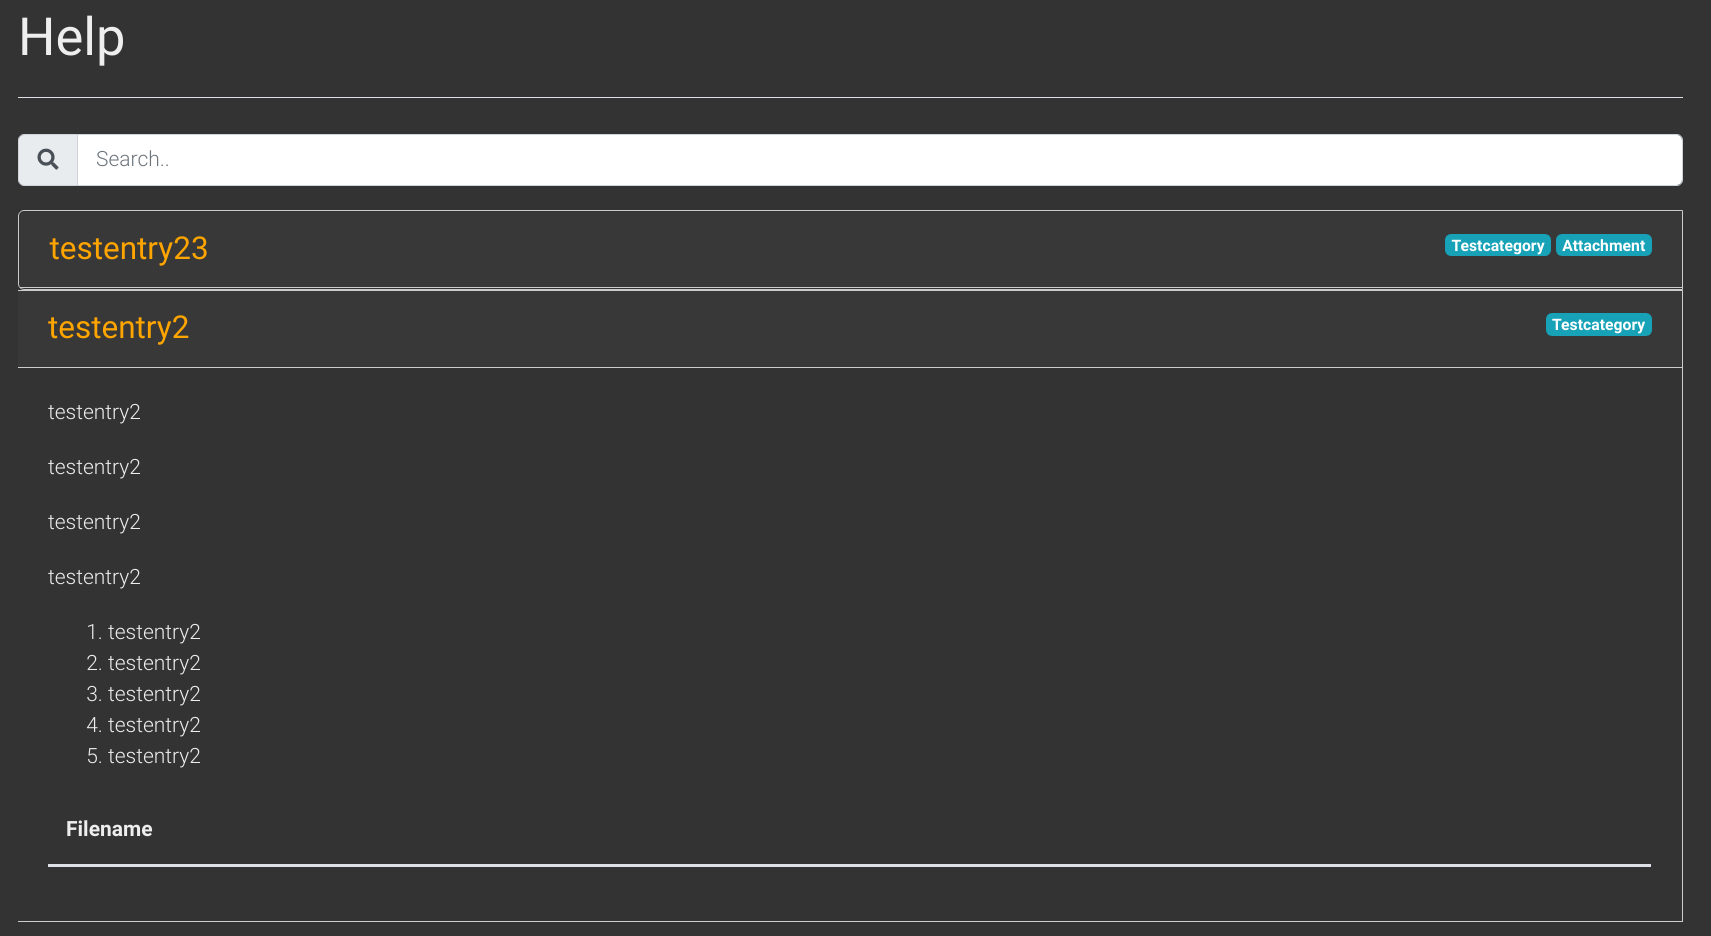 Help
Search..
testentry23 Testcategory Attachment
testentry2 Testcategory
testentry2
testentry2
testentry2
testentry2
1. testentry2
2. testentry2
3. testentry2
4. testentry2
5. testentry2
Filename